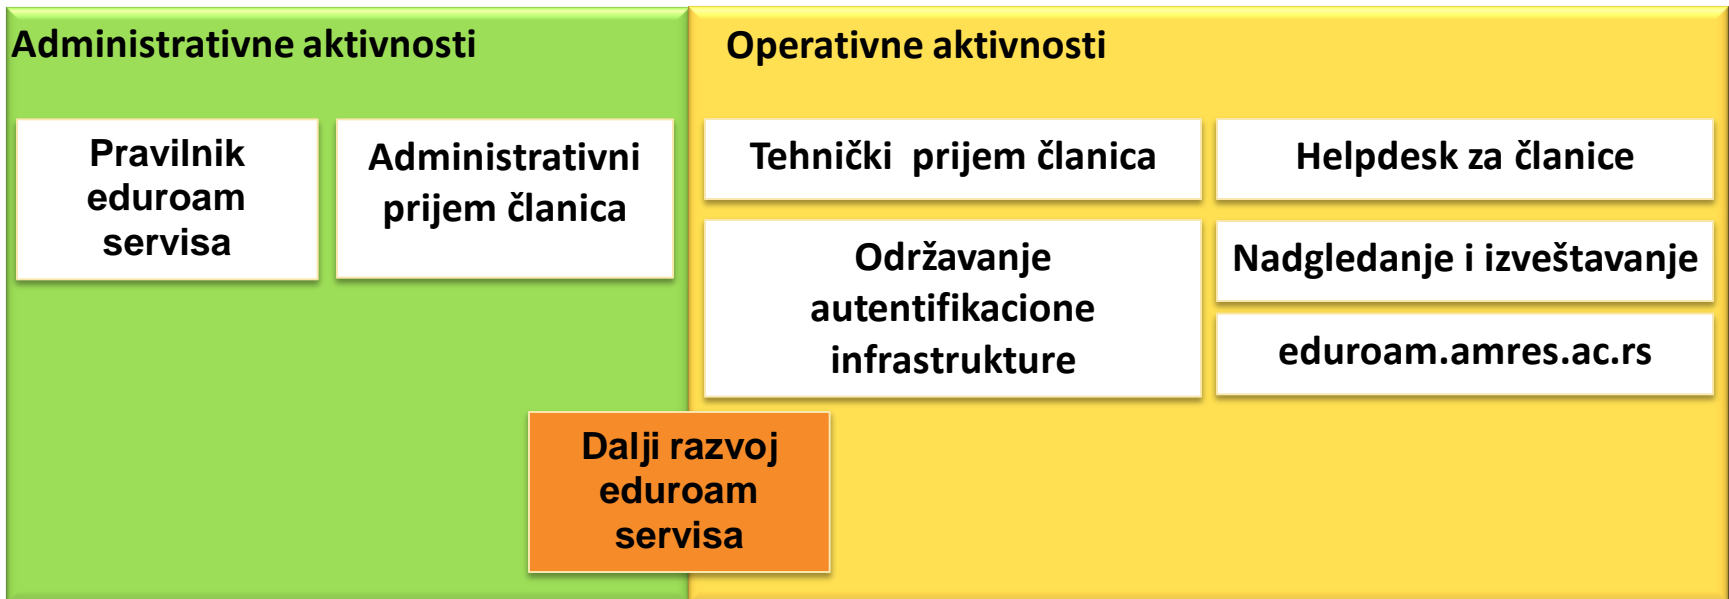 Administrativne aktivnosti
Pravilnik
eduroam
servisa
Administrativni
prijem članica
Operativne aktivnosti
Tehnički  prijem članica
Helpdesk za članice
Održavanje
autentifikacione
infrastrukture
Nadgledanje i izveštavanje
eduroam.amres.ac.rs
Dalji razvoj
eduroam
servisa